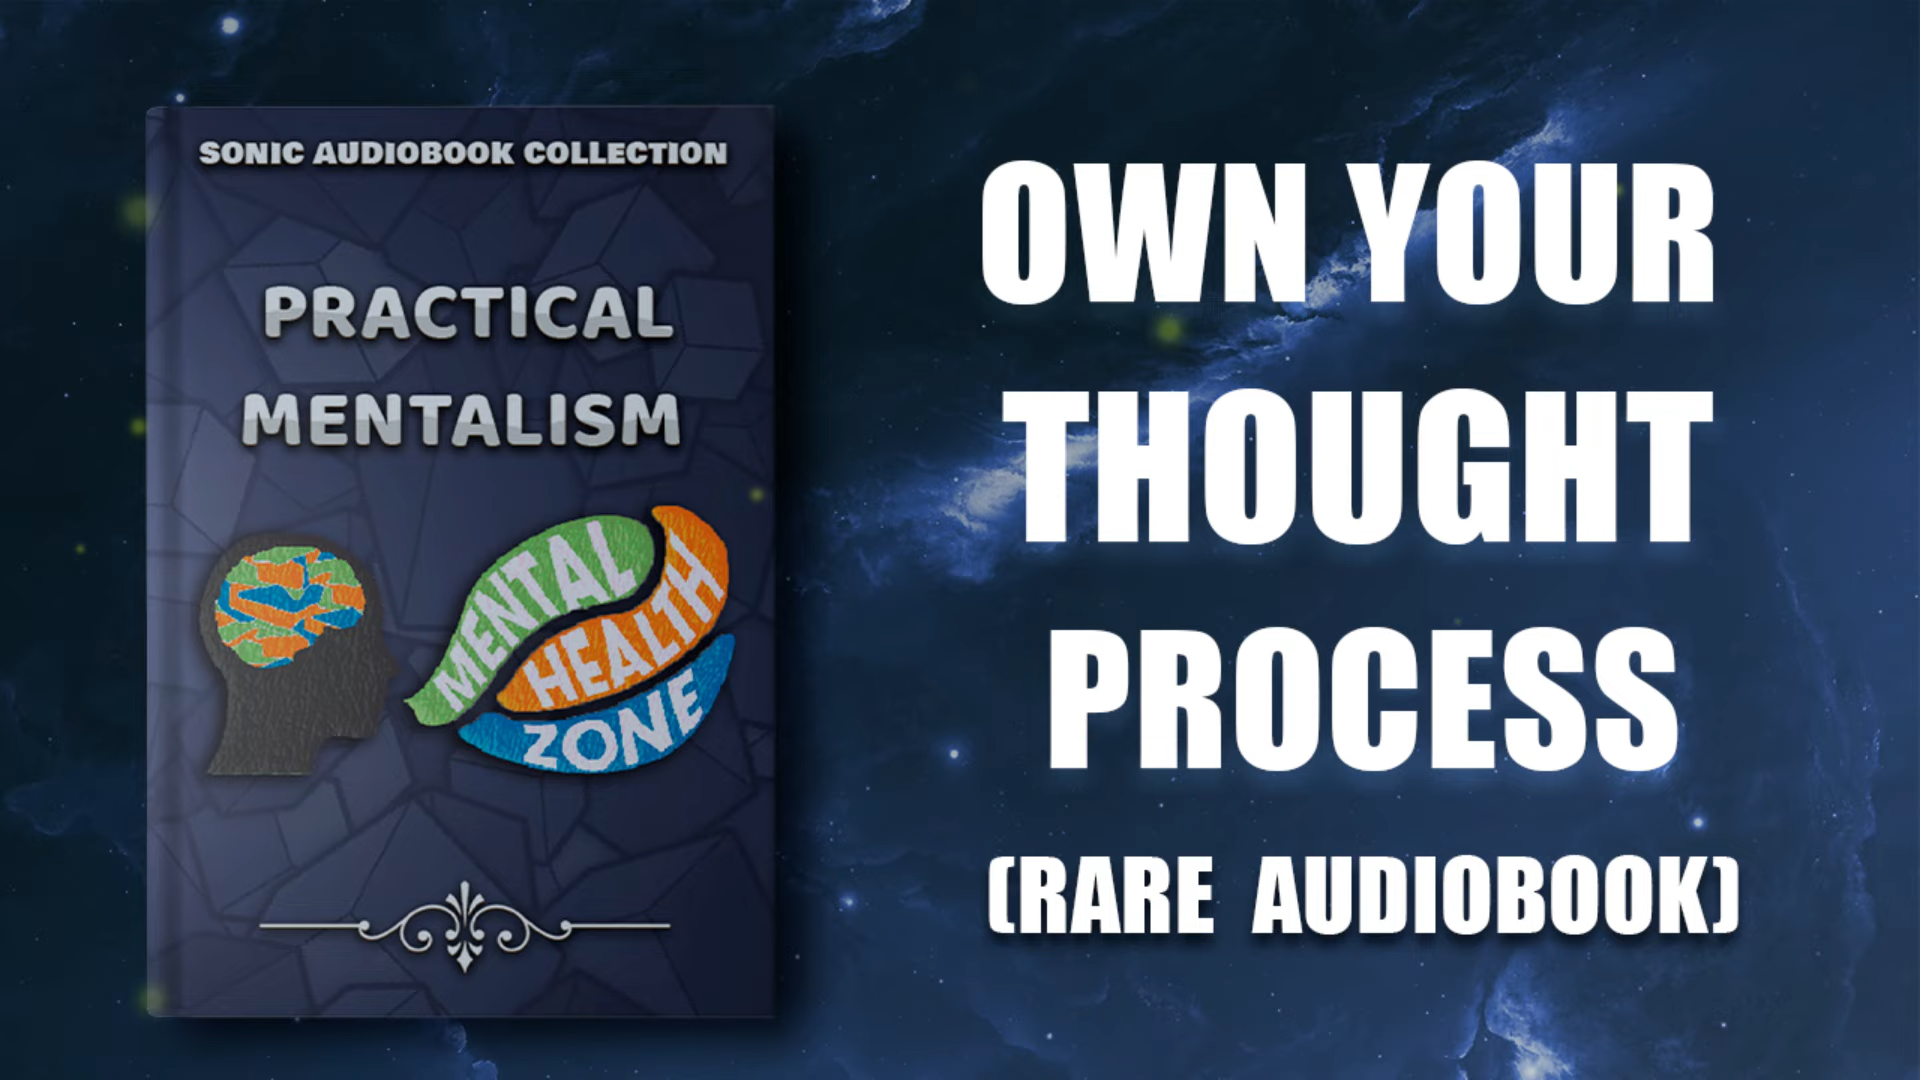 SONIC AUDIOBOOK COLLECTION
PRACTICAL
MENTALISM
MENTAL
HEALTH
ZONE
OWN YOUR
THOUGHT
PROCESS
(RARE AUDIOBOOK)